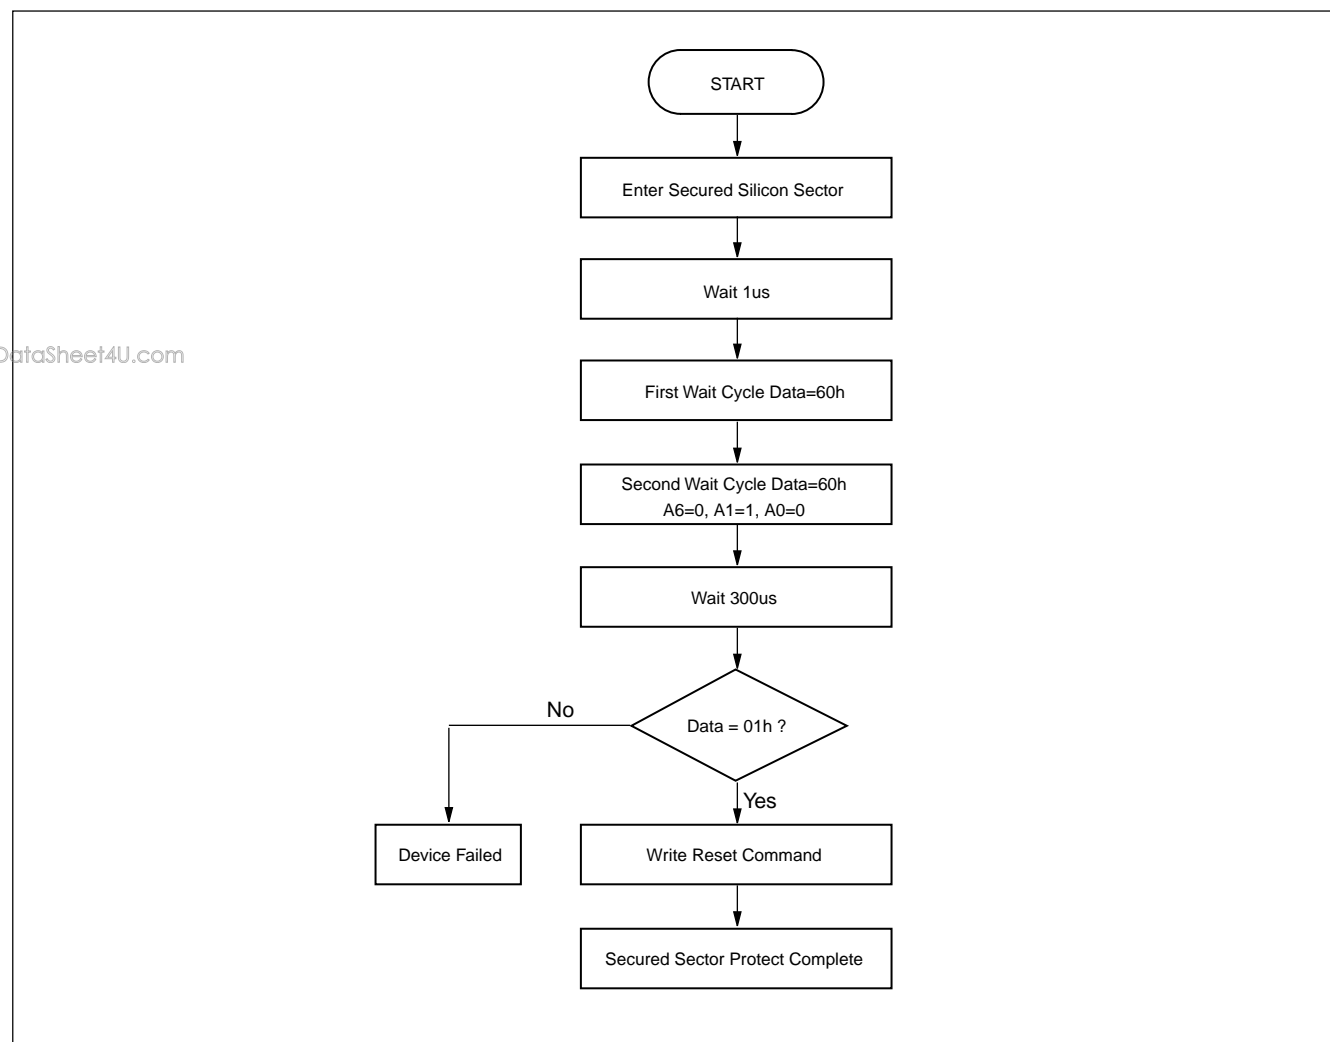 START
Enter Secured Silicon Sector
Wait 1us
DataSheet4U.com
First Wait Cycle Data=60h
Second Wait Cycle Data=60h
A6=0, A1=1, A0=0
Wait 300us
No
Data = 01h ?
Yes
Device Failed
Write Reset Command
Secured Sector Protect Complete